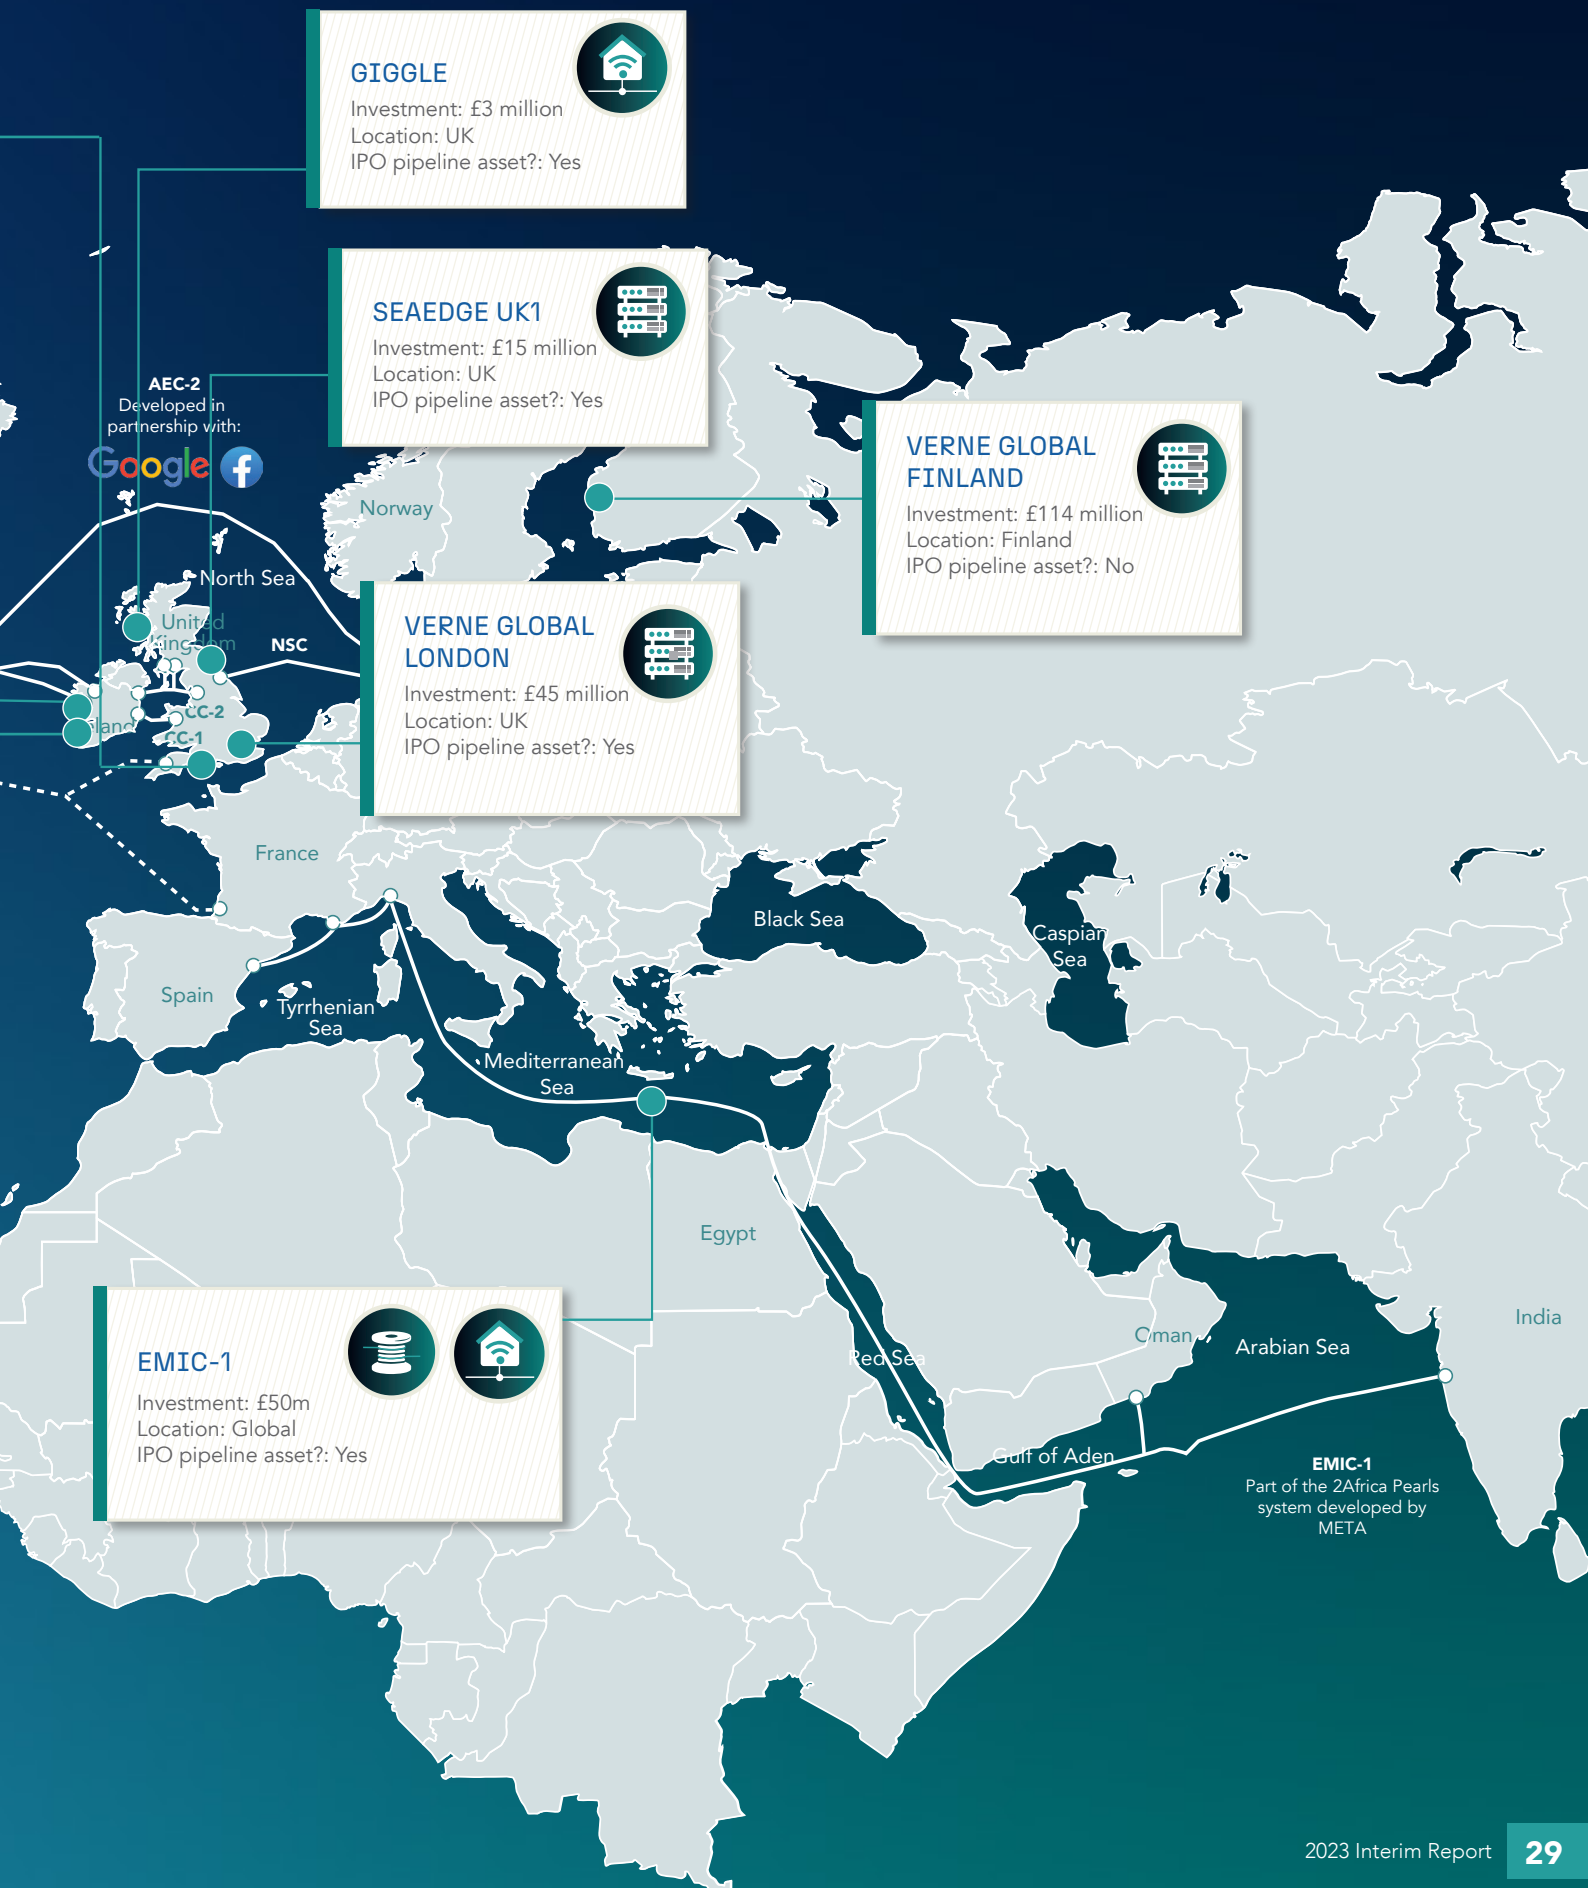 GIGGLE
Investment: £3 million
Location: UK
IPO pipeline asset?: Yes
SEAEDGE UK1
Investment: £15 million
Location: UK
IPO pipeline asset?: Yes
AEC-2
Developed in
partnership with:
Google
VERNE GLOBAL
FINLAND
Investment: £114 million
Location: Finland
IPO pipeline asset?: No
Norway
North Sea
United
Kingdom
NSC
VERNE GLOBAL
LONDON
Investment: £45 million
Location: UK
IPO pipeline asset?: Yes
CC-2
CC-1
France
Black Sea
Caspian
Sea
Spain
Tyrrhenian
Sea
Mediterranean
Sea
Egypt
India
Oman
Arabian Sea
Red Sea
EMIC-1
Investment: £50m
Location: Global
IPO pipeline asset?: Yes
Gulf of Aden
EMIC-1
Part of the 2Africa Pearls
system developed by
META
2023 Interim Report 29